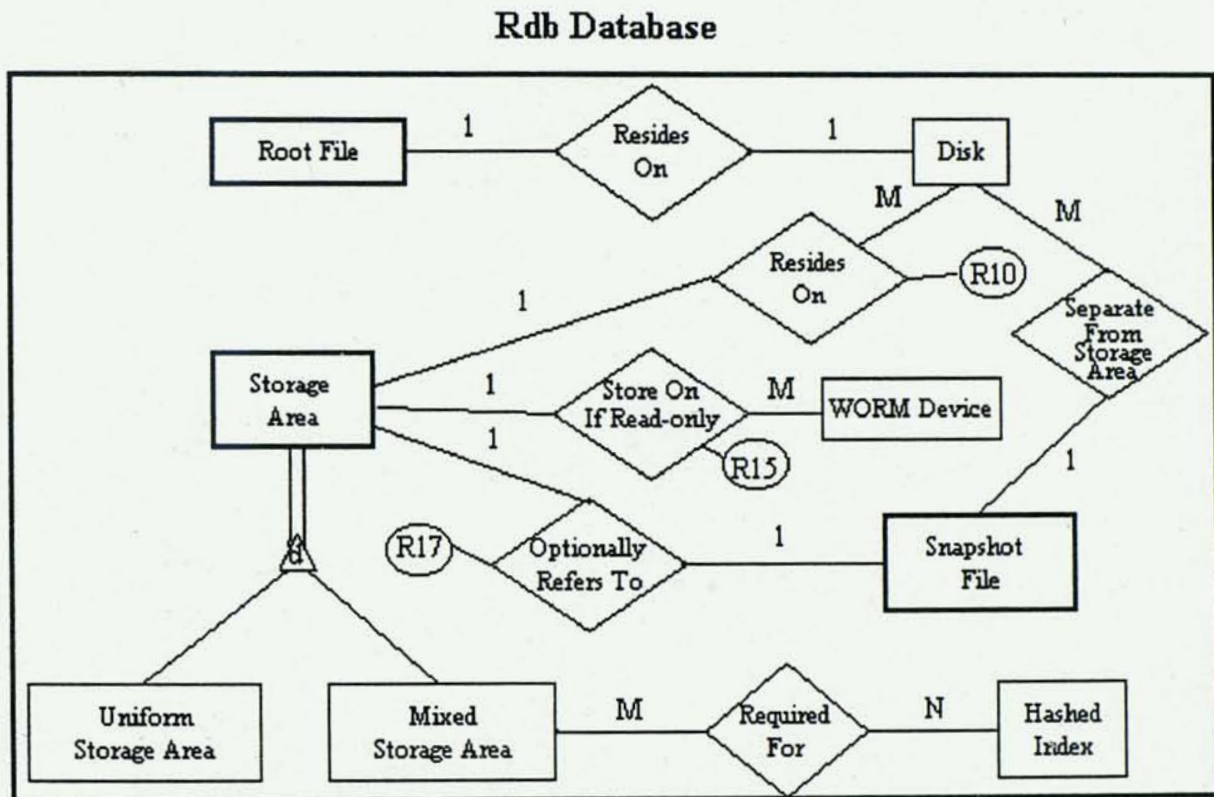 Rdb Database
Root File
1
Resides
On
1
Disk
M
M
Resides
On
R10
1
Separate
From
Storage
Area
Storage
Area
1
Store On
If Read-only
M
WORM Device
1
R15
1
R17
Optionally
Refers To
1
Snapshot
File
d
Uniform
Storage Area
Mixed
Storage Area
M
Required
For
N
Hashed
Index